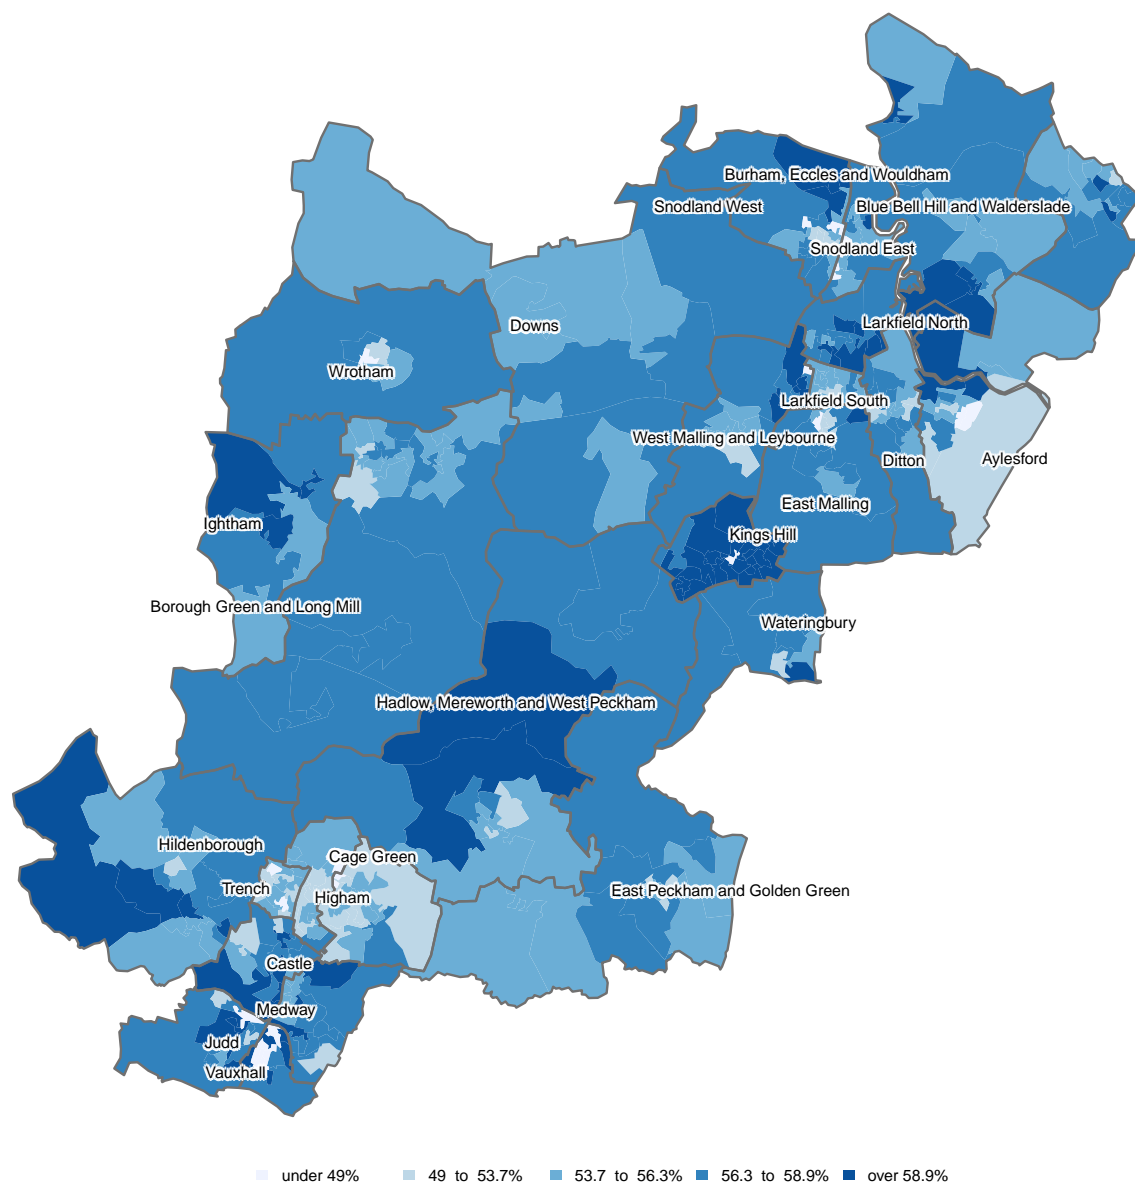 Burham, Eccles and Wouldham
Snodland West
Blue Bell Hill and Walderslade
Snodland East
Downs
Larkfield North
Wrotham
Larkfield South
West Malling and Leybourne
Ditton
Aylesford
East Malling
Ightham
Kings Hill
Borough Green and Long Mill
Wateringbury
Hadlow, Mereworth and West Peckham
Hildenborough
Cage Green
Trench
Higham
East Peckham and Golden Green
Castle
Medway
Judd
Vauxhall
under 49% 49 to 53.7% 53.7 to 56.3% 56.3 to 58.9% over 58.9%